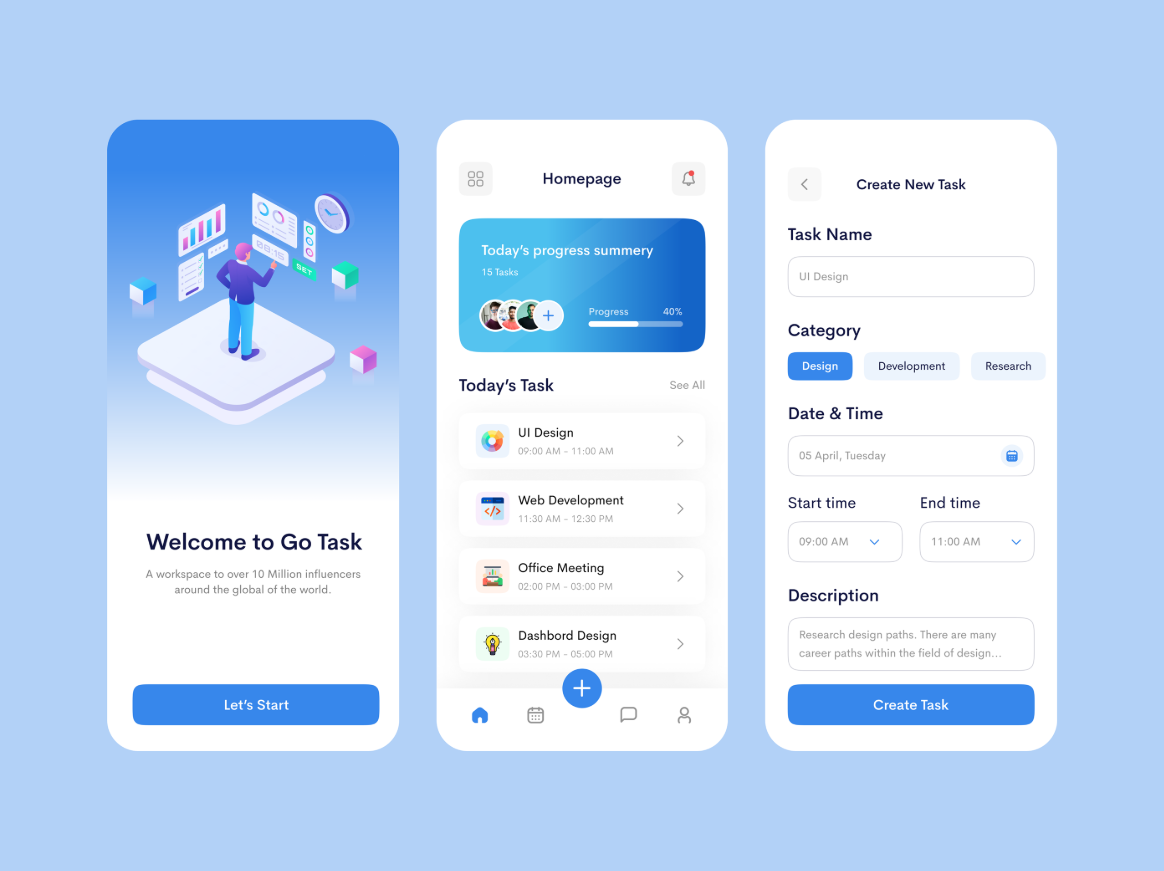 08:15
SET
Welcome to Go Task
A workspace to over 10 Million influencers
around the global of the world.
Let's Start
Homepage
Today's progress summery
15 Tasks
Progress 40%
Today's Task See All
UI Design
09:00 AM - 11:00 AM
Web Development
11:30 AM - 12:30 PM
Office Meeting
02:00 PM - 03:00 PM
Dashbord Design
03:30 PM - 05:00 PM
Create New Task
Task Name
UI Design
Category
Design Development Research
Date & Time
05 April, Tuesday
Start time End time
09:00 AM 11:00 AM
Description
Research design paths. There are many
career paths within the field of design...
Create Task